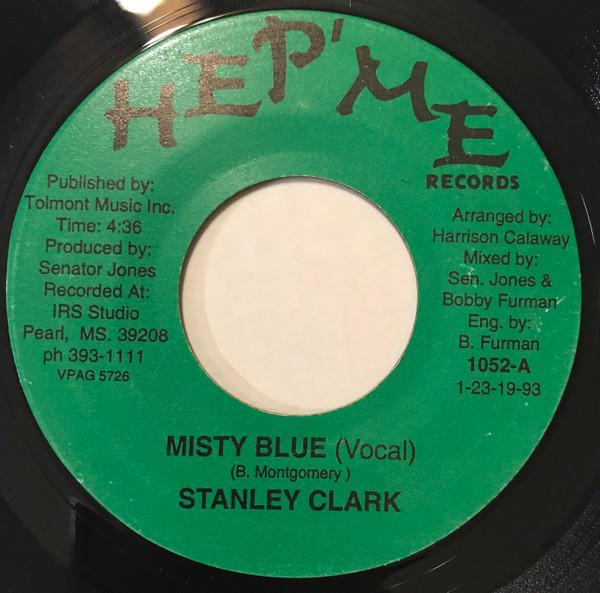 HEP' ME
RECORDS
Published by:
Tolmont Music Inc.
Time: 4:36
Produced by:
Senator Jones
Recorded At:
IRS Studio
Pearl, MS. 39208
ph 393-1111
VPAG 5726
Arranged by:
Harrison Calaway
Mixed by:
Sen. Jones &
Bobby Furman
Eng. by:
B. Furman
1052-A
1-23-19-93
MISTY BLUE (Vocal)
(B. Montgomery )
STANLEY CLARK